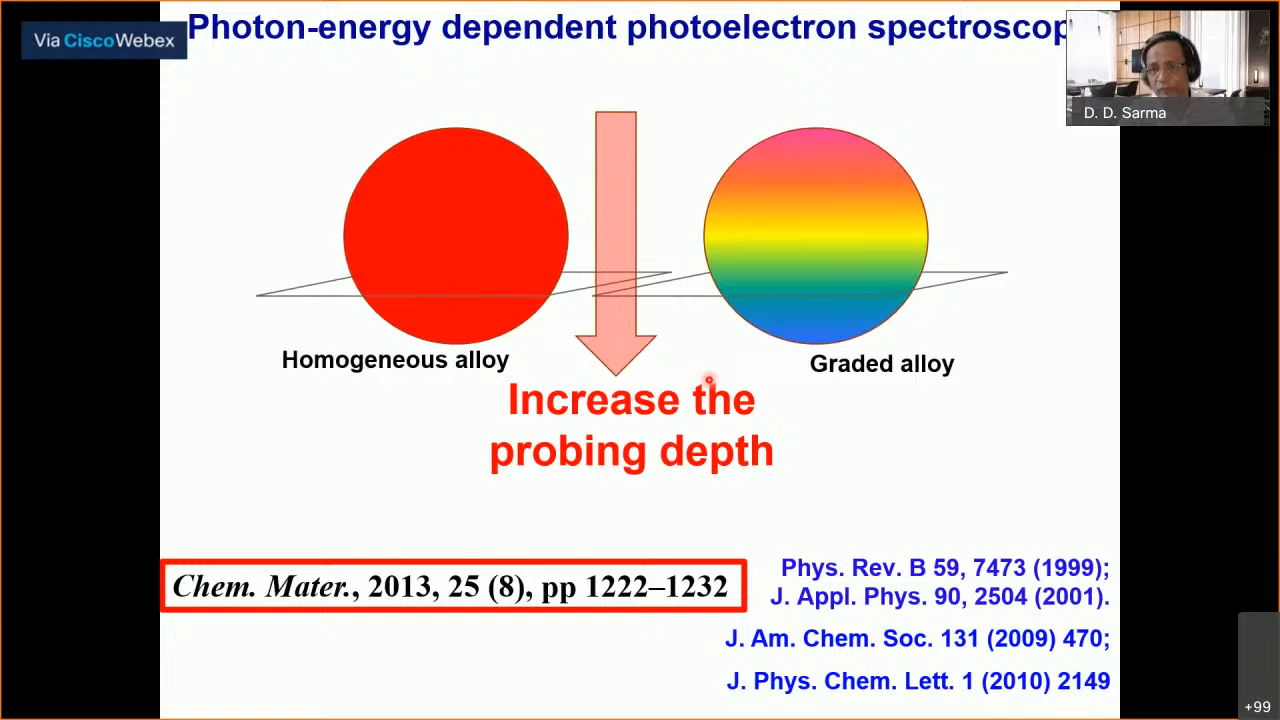 Via Cisco Webex
Photon-energy dependent photoelectron spectroscop
D. D. Sarma
Homogeneous alloy
Graded alloy
Increase the
probing depth
Chem. Mater., 2013, 25 (8), pp 1222–1232
Phys. Rev. B 59, 7473 (1999);
J. Appl. Phys. 90, 2504 (2001).
J. Am. Chem. Soc. 131 (2009) 470;
J. Phys. Chem. Lett. 1 (2010) 2149
+99